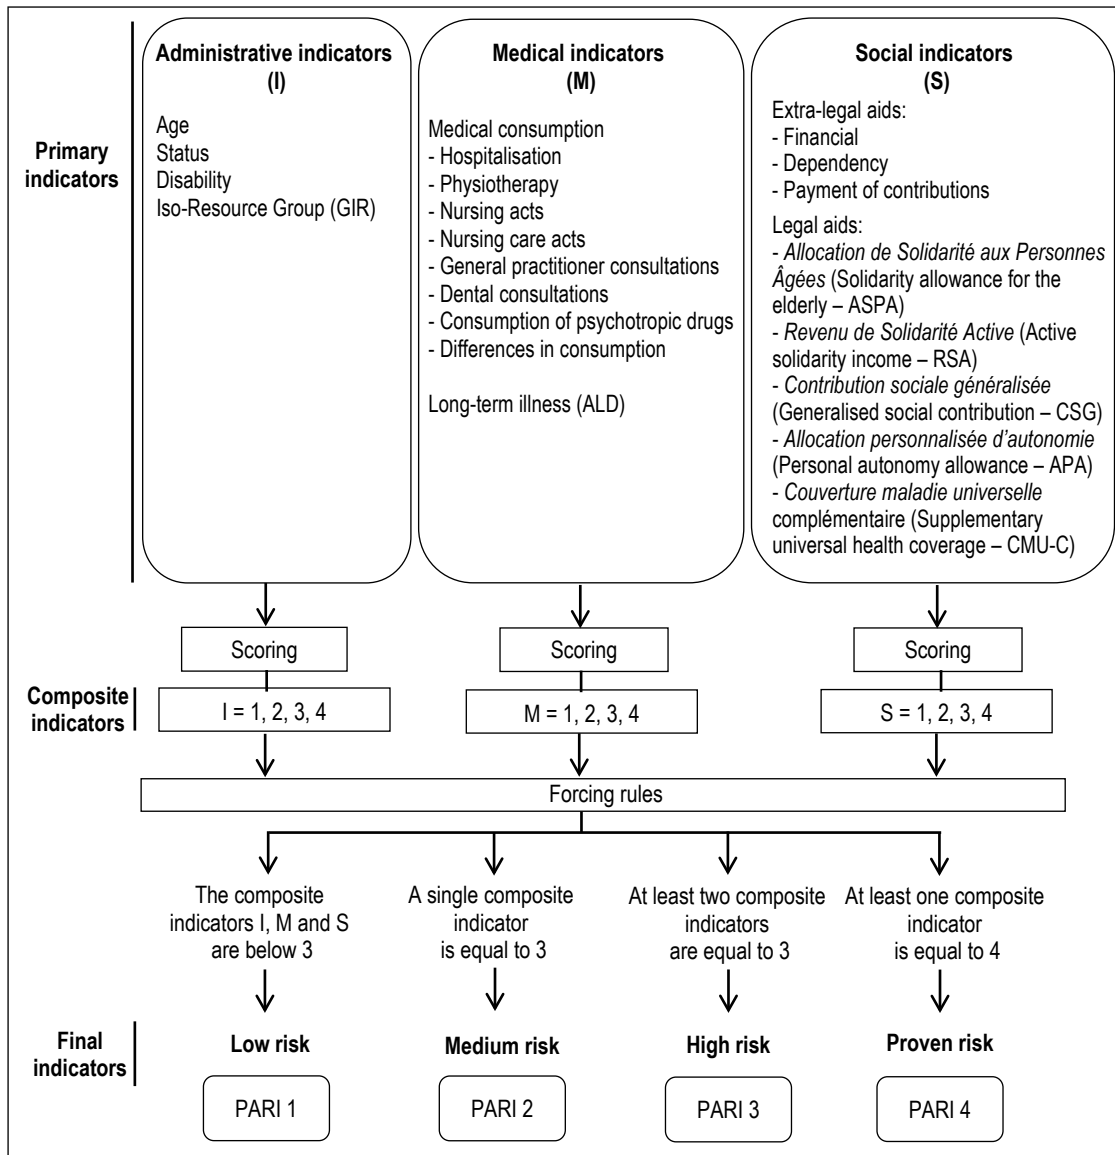 Primary
indicators
Administrative indicators
(I)
Age
Status
Disability
Iso-Resource Group (GIR)
Medical indicators
(M)
Medical consumption
- Hospitalisation
- Physiotherapy
- Nursing acts
- Nursing care acts
- General practitioner consultations
- Dental consultations
- Consumption of psychotropic drugs
- Differences in consumption
Long-term illness (ALD)
Social indicators
(S)
Extra-legal aids:
- Financial
- Dependency
- Payment of contributions
Legal aids:
- Allocation de Solidarité aux Personnes
Âgées (Solidarity allowance for the
elderly – ASPA)
- Revenu de Solidarité Active (Active
solidarity income – RSA)
- Contribution sociale généralisée
(Generalised social contribution – CSG)
- Allocation personnalisée d'autonomie
(Personal autonomy allowance – APA)
- Couverture maladie universelle
complémentaire (Supplementary
universal health coverage – CMU-C)
Scoring
Scoring
Scoring
Composite
indicators
I = 1, 2, 3, 4
M = 1, 2, 3, 4
S = 1, 2, 3, 4
Forcing rules
The composite
indicators I, M and S
are below 3
A single composite
indicator
is equal to 3
At least two composite
indicators
are equal to 3
At least one composite
indicator
is equal to 4
Final
indicators
Low risk
Medium risk
High risk
Proven risk
PARI 1
PARI 2
PARI 3
PARI 4